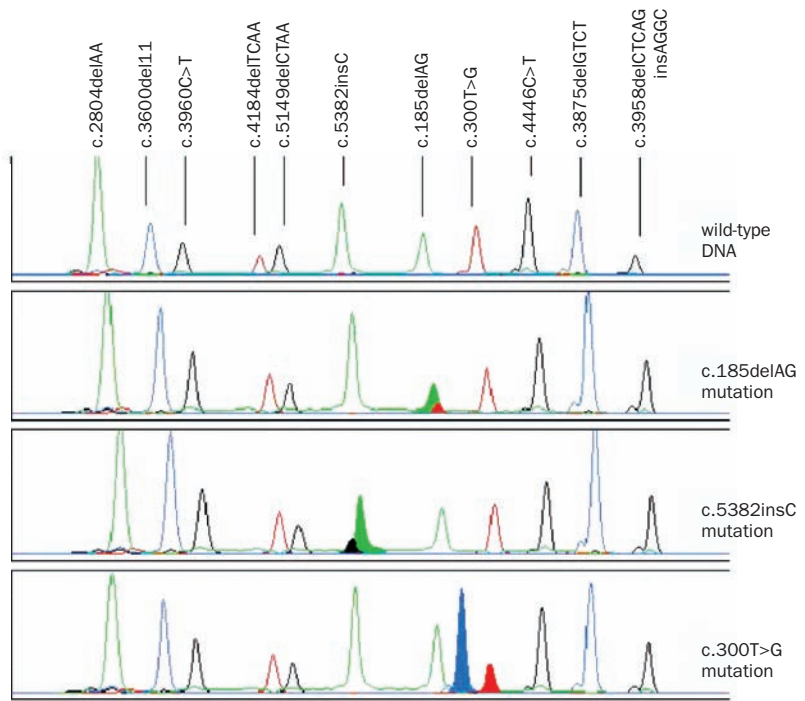 c.2804delAA
c.3600del11
c.3960C>T
c.4184delTCAA
c.5149delCTAA
c.5382insC
c.185delAG
c.300T>G
c.4446C>T
c.3875delGTCT
c.3958delCTCAG
insAGGC
wild-type
DNA
c.185delAG
mutation
c.5382insC
mutation
c.300T>G
mutation